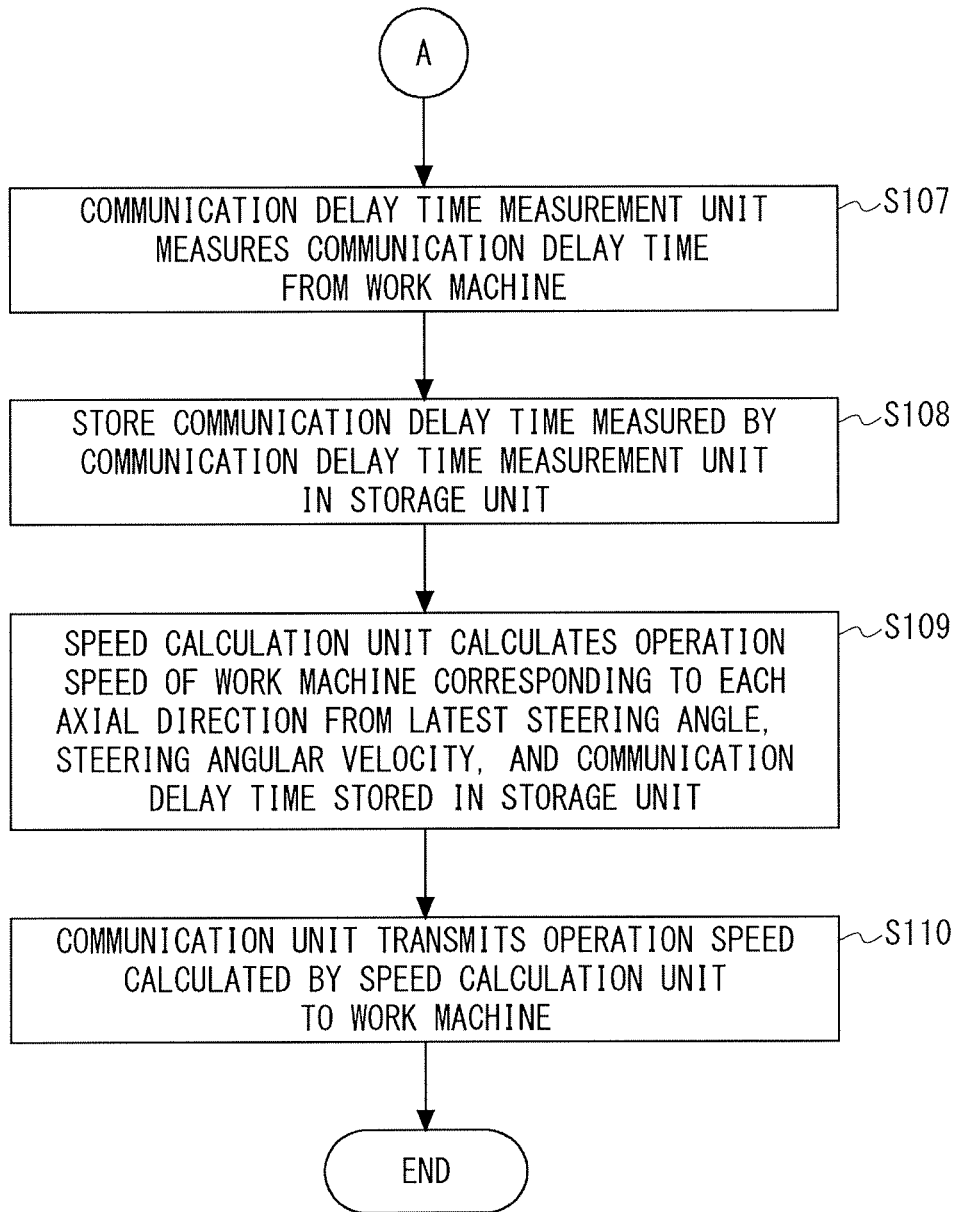 A
COMMUNICATION DELAY TIME MEASUREMENT UNIT
MEASURES COMMUNICATION DELAY TIME
FROM WORK MACHINE
S107
STORE COMMUNICATION DELAY TIME MEASURED BY
COMMUNICATION DELAY TIME MEASUREMENT UNIT
IN STORAGE UNIT
S108
SPEED CALCULATION UNIT CALCULATES OPERATION
SPEED OF WORK MACHINE CORRESPONDING TO EACH
AXIAL DIRECTION FROM LATEST STEERING ANGLE,
STEERING ANGULAR VELOCITY, AND COMMUNICATION
DELAY TIME STORED IN STORAGE UNIT
S109
COMMUNICATION UNIT TRANSMITS OPERATION SPEED
CALCULATED BY SPEED CALCULATION UNIT
TO WORK MACHINE
S110
END